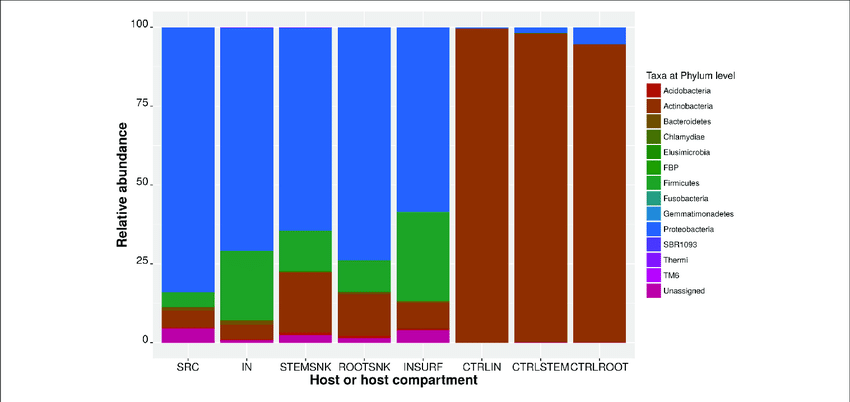 Relative abundance
100
75
50
25
0
SRC IN STEMSNK ROOTSNK INSURF CTRLIN CTRLSTEM CTRLROOT
Host or host compartment
Taxa at Phylum level
Acidobacteria
Actinobacteria
Bacteroidetes
Chlamydiae
Elusimicrobia
FBP
Firmicutes
Fusobacteria
Gemmatimonadetes
Proteobacteria
SBR1093
Thermi
TM6
Unassigned